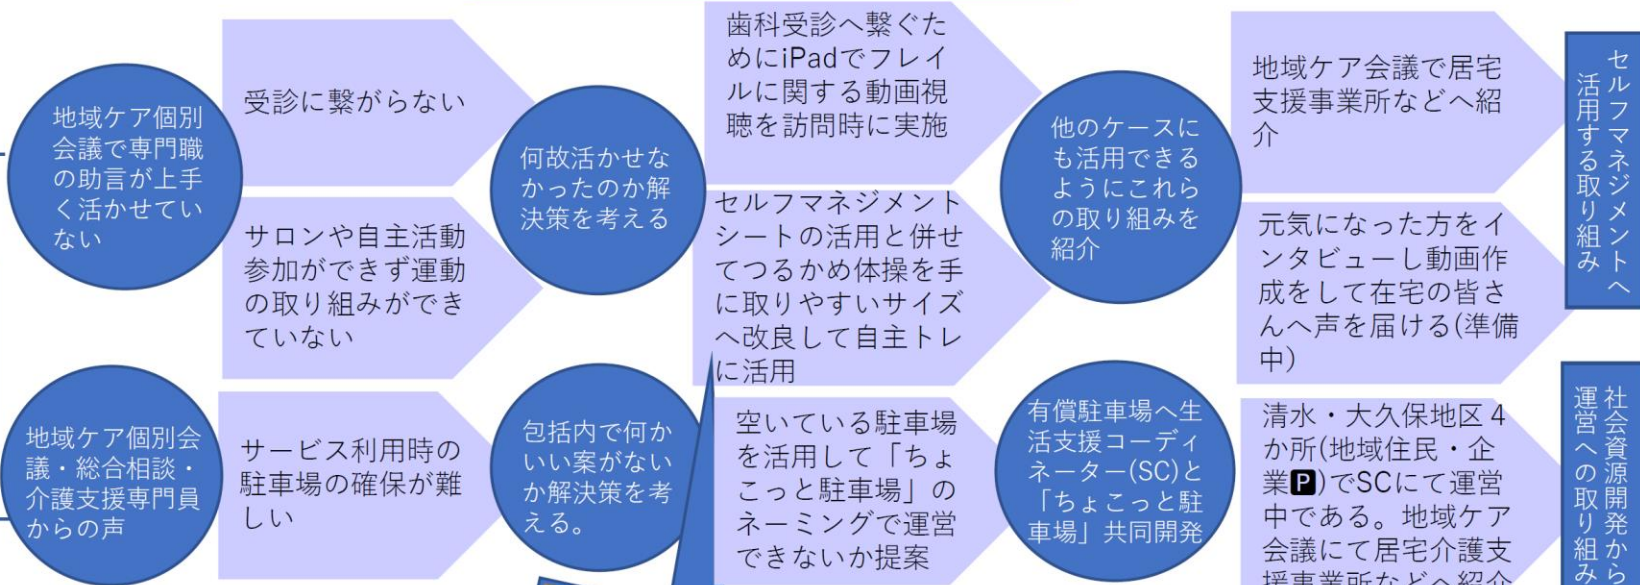 地域ケア個別
会議で専門職
の助言が上手
く活かせてい
ない
受診に繋がらない
サロンや自主活動
参加ができず運動
の取り組みができ
ていない
何故活かせな
かったのか解
決策を考える
歯科受診へ繋ぐた
めにiPadでフレイ
ルに関する動画視
聴を訪問時に実施
セルフマネジメント
シートの活用と併せ
てつるかめ体操を手
に取りやすいサイズ
へ改良して自主トレ
に活用
他のケースに
も活用できる
ようにこれら
の取り組みを
紹介
地域ケア会議で居宅
支援事業所などへ紹
介
元気になった方をイ
ンタビューし動画作
成をして在宅の皆さ
んへ声を届ける(準備
中)
セルフマネジメントへ
活用する取り組み
地域ケア個別会
議・総合相談・
介護支援専門員
からの声
サービス利用時の
駐車場の確保が難
しい
包括内で何か
いい案がない
か解決策を考
える。
空いている駐車場
を活用して「ちょ
こっと駐車場」の
ネーミングで運営
できないか提案
有償駐車場へ生
活支援コーディ
ネーター(SC)と
「ちょこっと駐
車場」共同開発
清水・大久保地区4
か所(地域住民・企
業🅿)でSCにて運営
中である。地域ケア
会議にて居宅介護支
援事業所などへ紹介
社会資源開発から
運営への取り組み